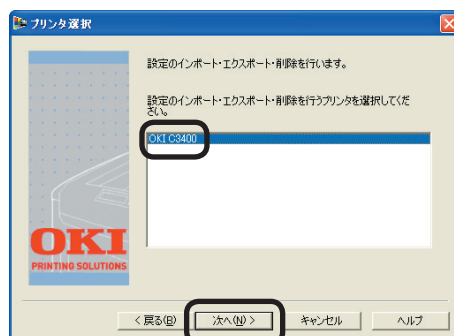 プリンタ選択
設定のインポート・エクスポート・削除を行います。
設定のインポート・エクスポート・削除を行うプリンタを選択してくだ
さい。
OKI C3400
OKI
PRINTING SOLUTIONS
< 戻る(B)
次へ(N) >
キャンセル
ヘルプ